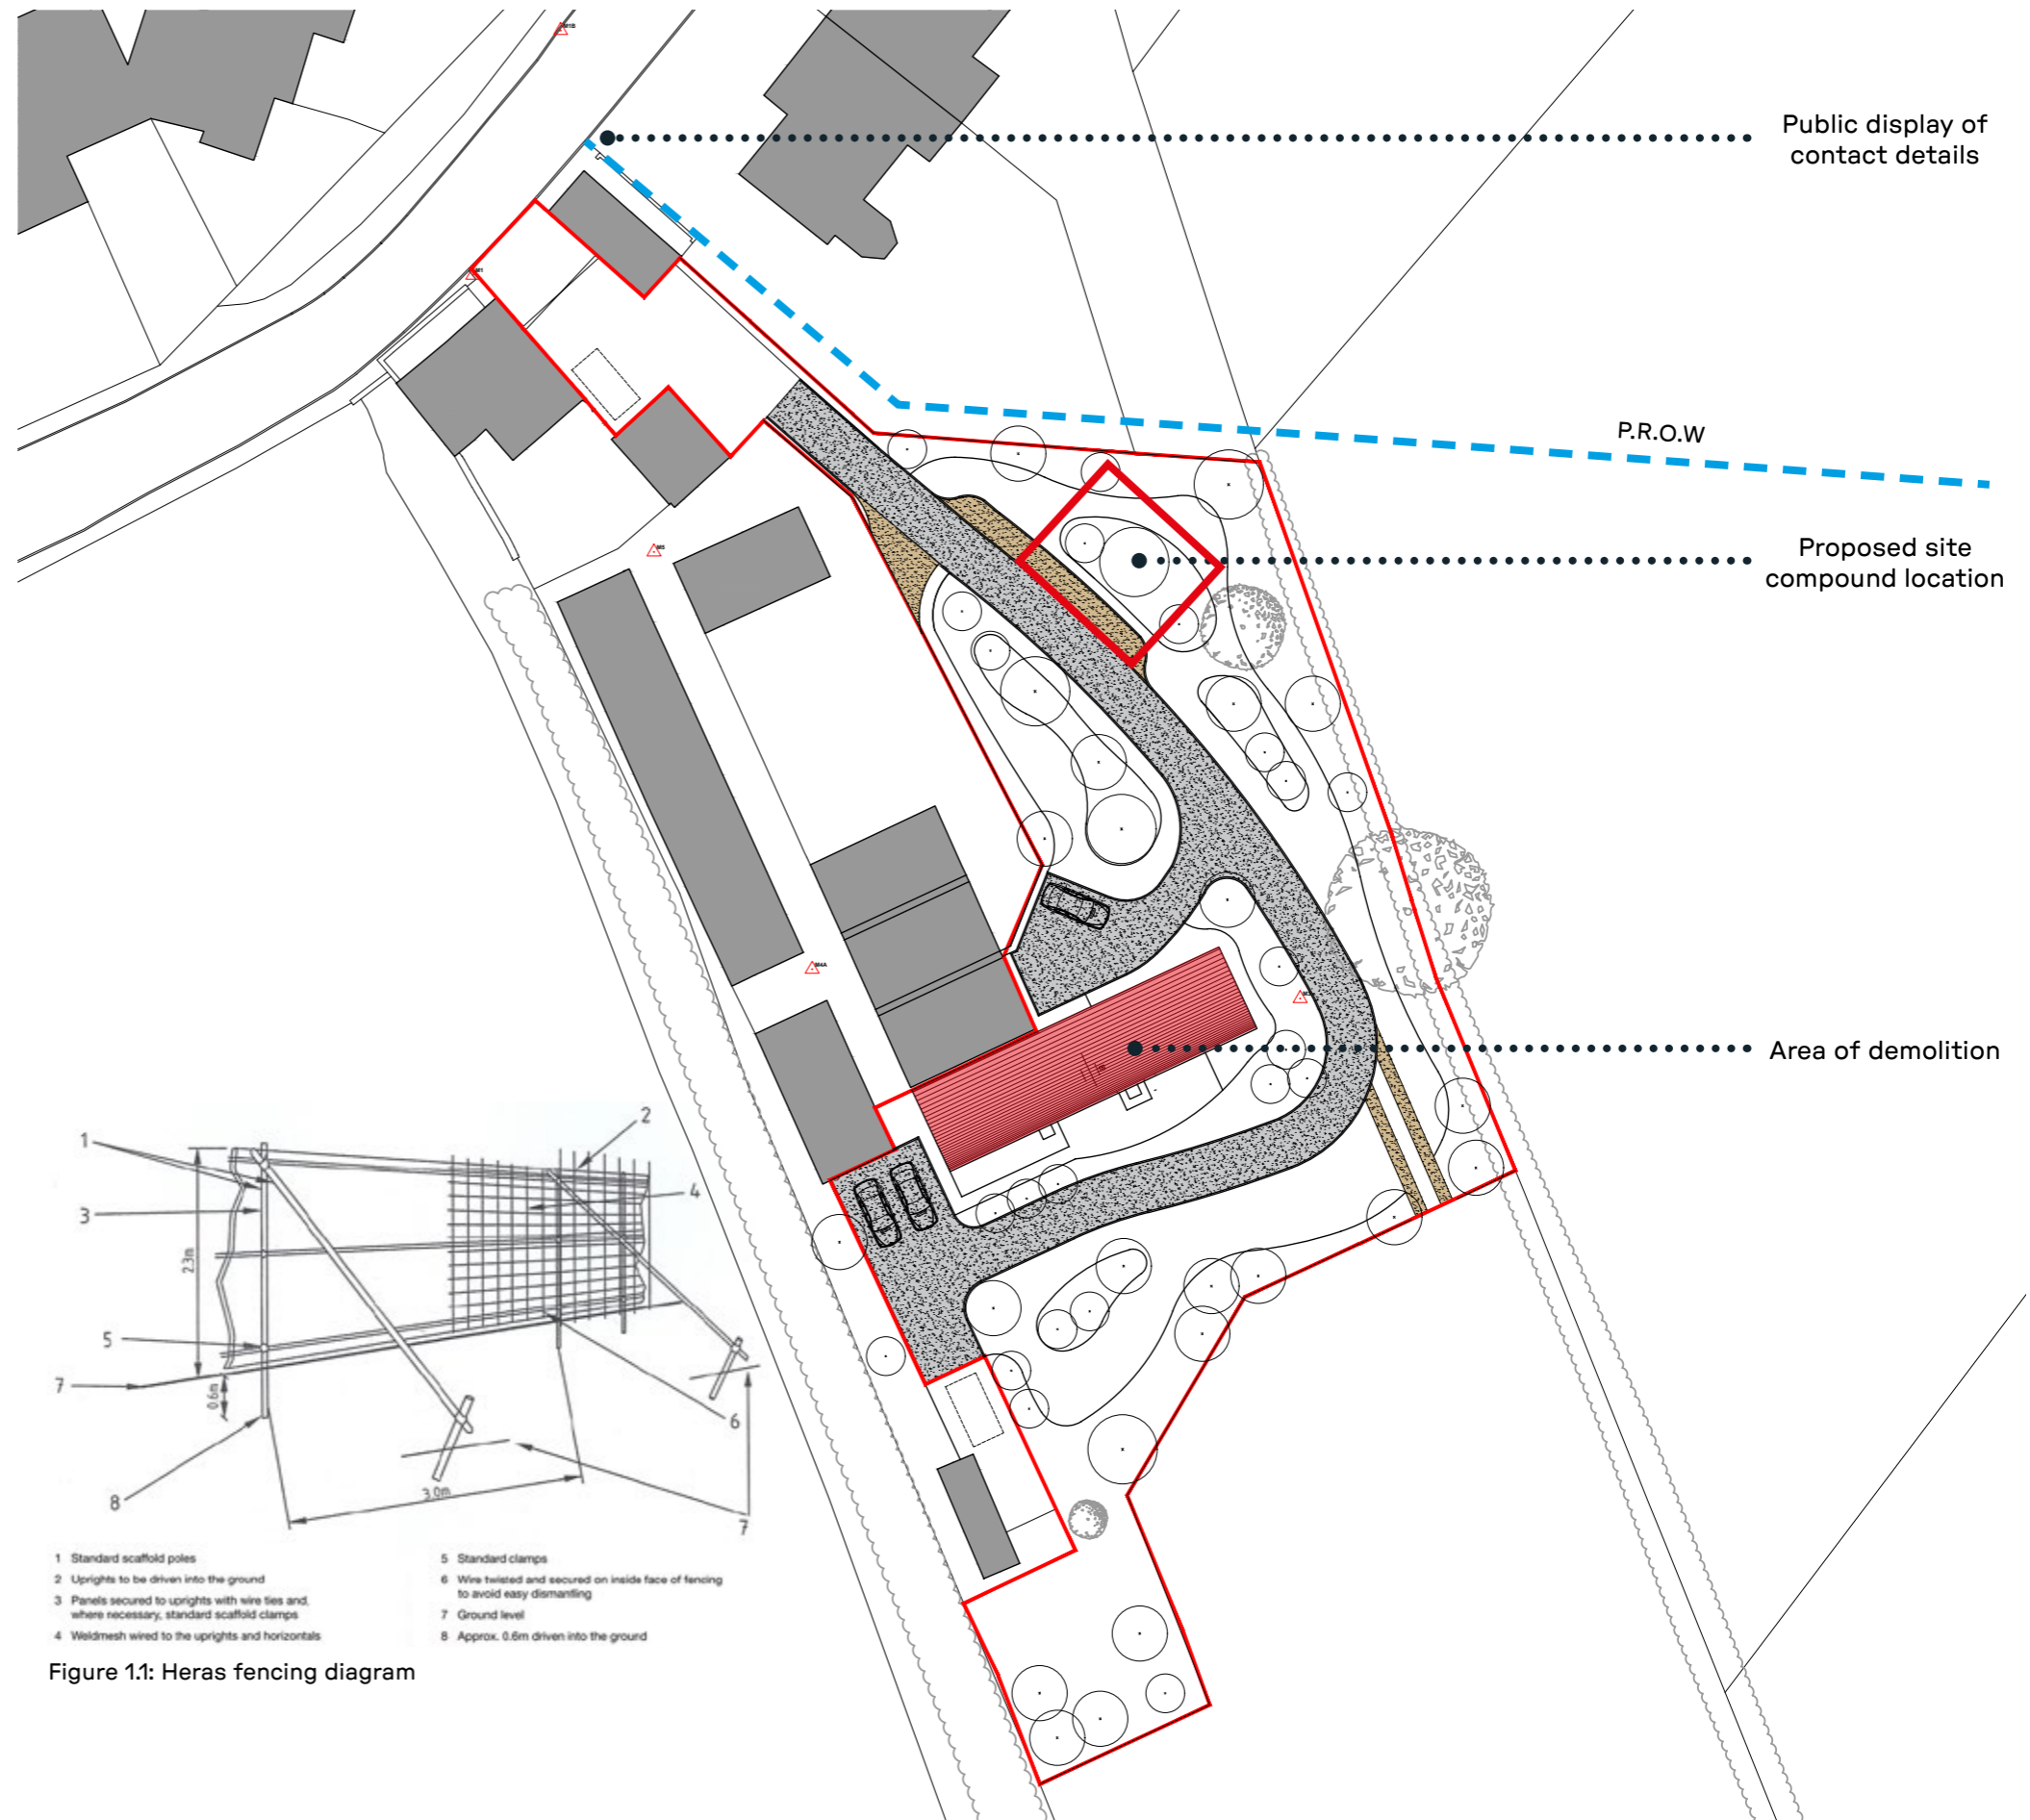 M1B
Public display of
contact details
M1
P.R.O.W
M5
Proposed site
compound location
M4A
Area of demolition
1
2
3
4
2.3m
5
7
0.6m
6
8
3.0m
7
1 Standard scaffold poles
2 Uprights to be driven into the ground
3 Panels secured to uprights with wire ties and,
where necessary, standard scaffold clamps
4 Weldmesh wired to the uprights and horizontals
5 Standard clamps
6 Wire twisted and secured on inside face of fencing
to avoid easy dismantling
7 Ground level
8 Approx. 0.6m driven into the ground
Figure 1.1: Heras fencing diagram